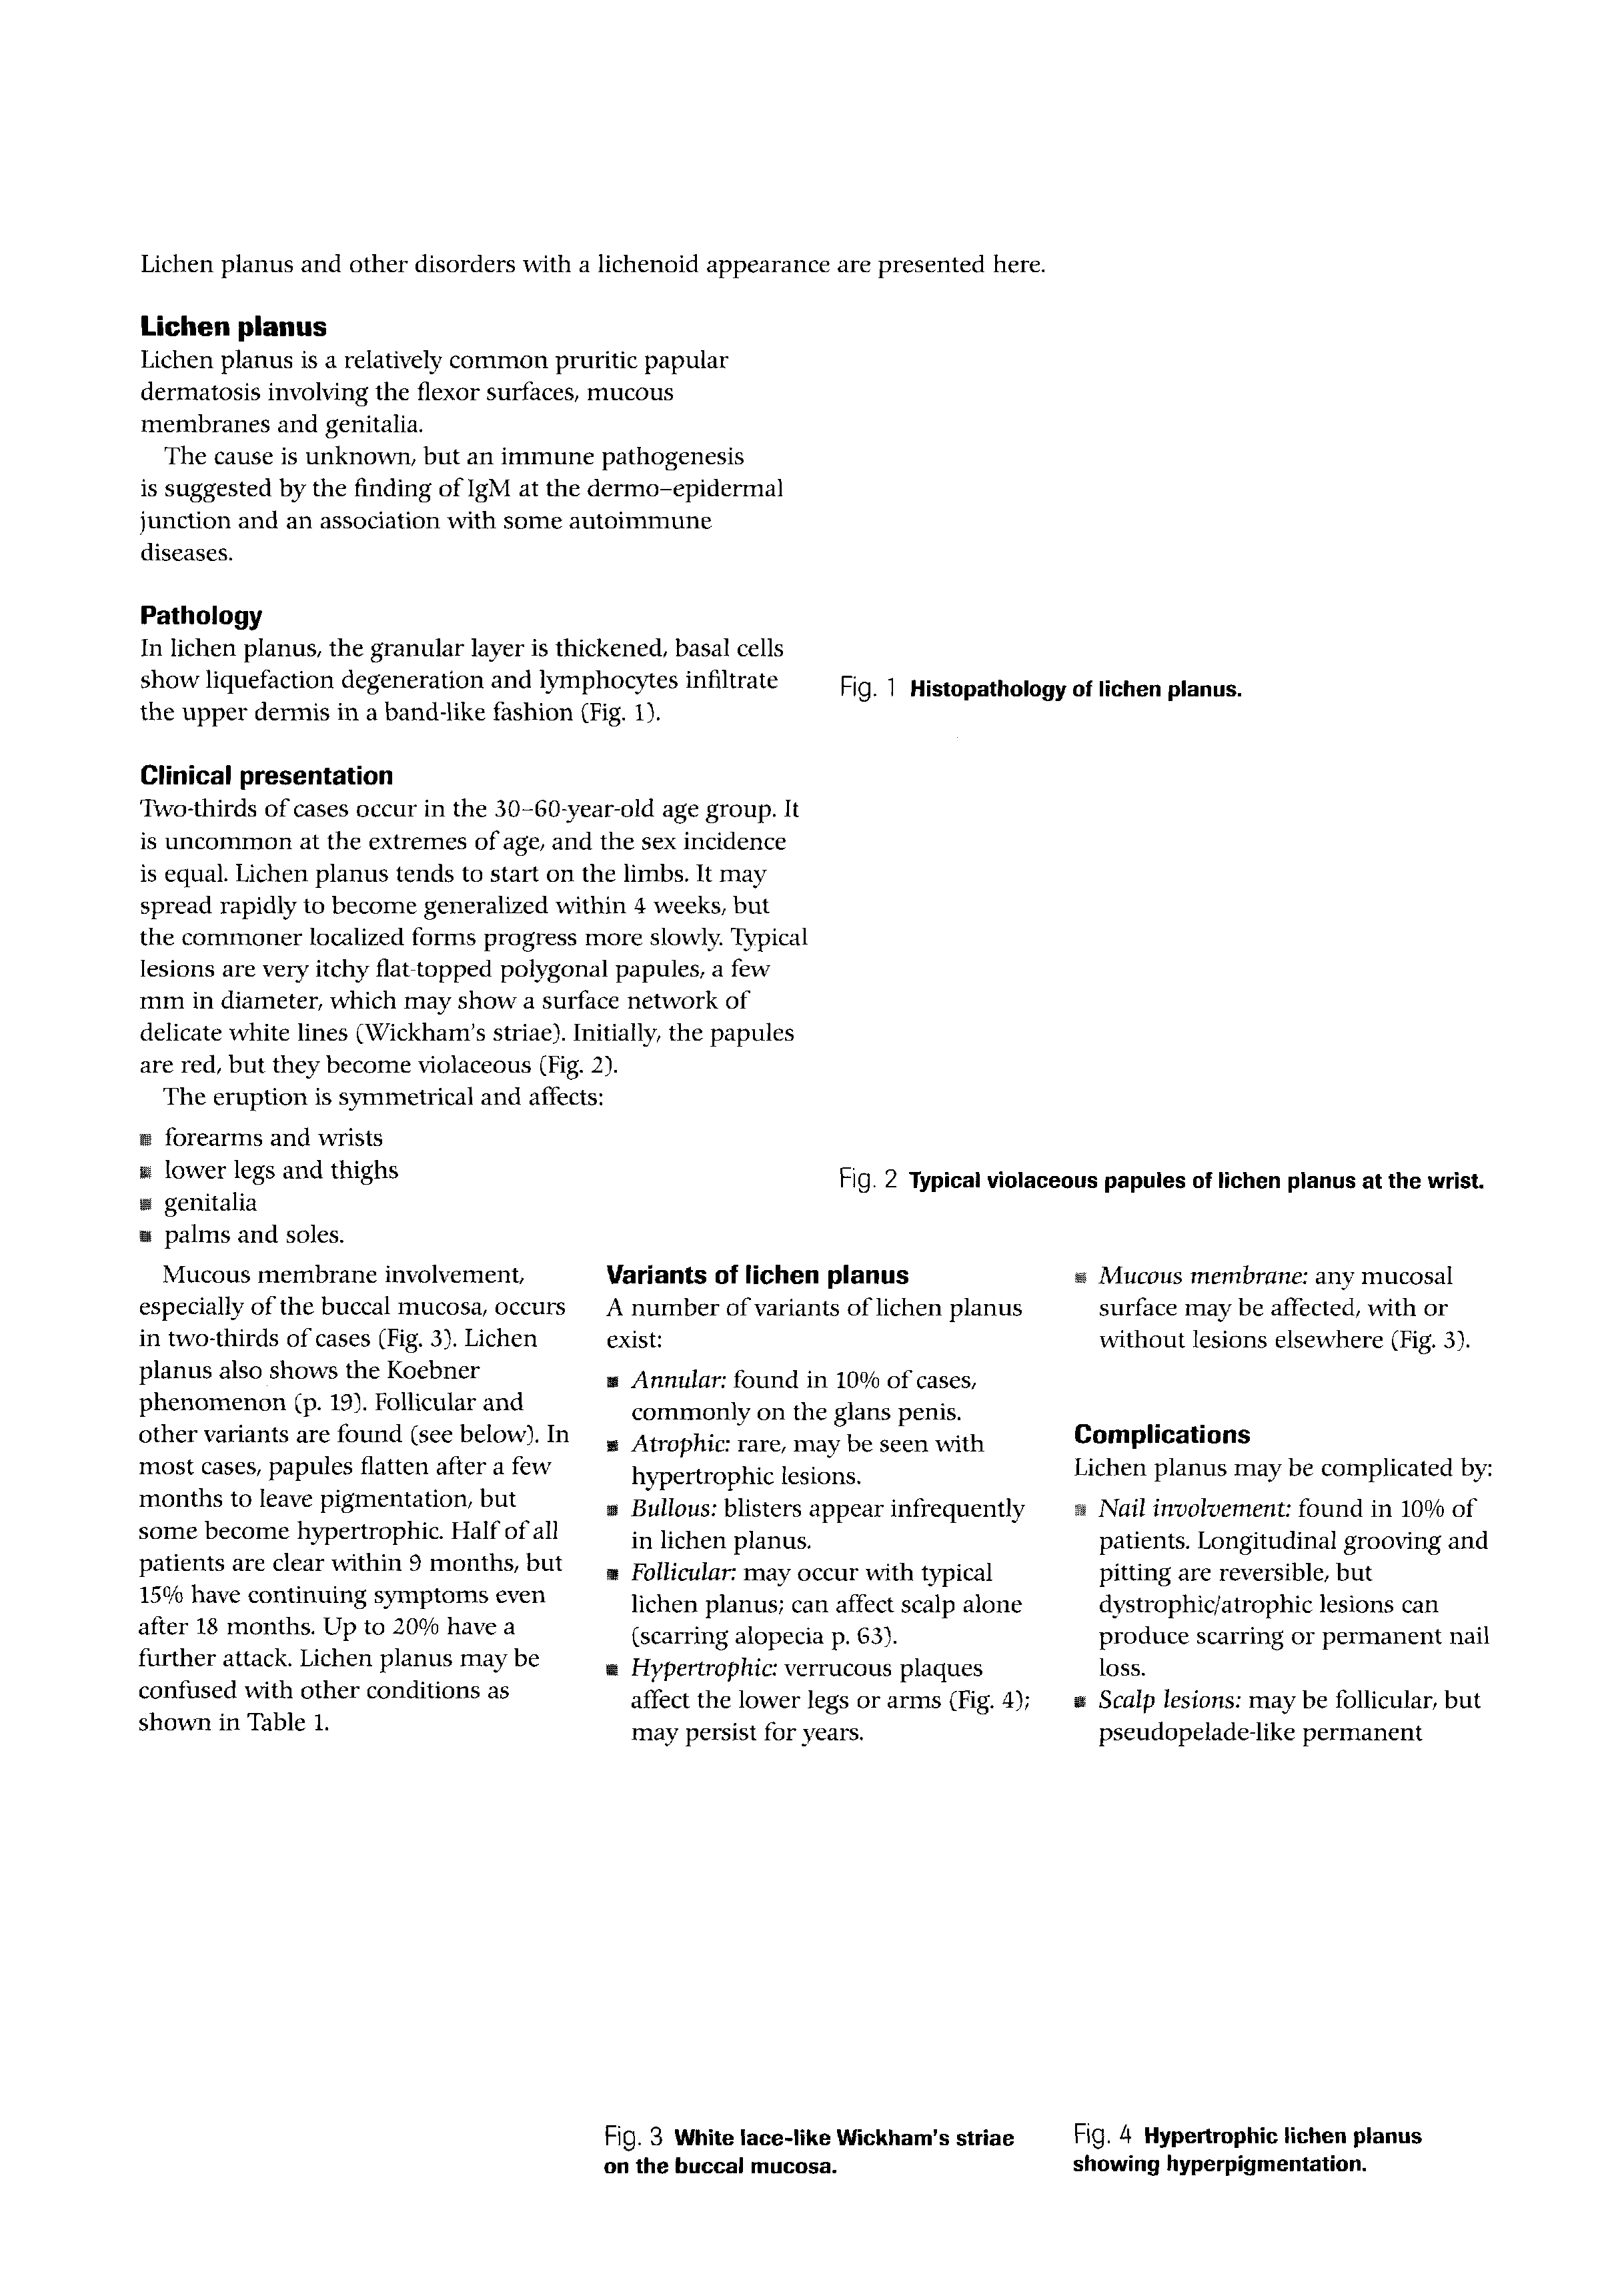 Lichen planus and other disorders with a lichenoid appearance are presented here.
Lichen planus
Lichen planus is a relatively common pruritic papular
dermatosis involving the flexor surfaces, mucous
membranes and genitalia.
The cause is unknown, but an immune pathogenesis
is suggested by the finding of IgM at the dermo–epidermal
junction and an association with some autoimmune
diseases.
Pathology
In lichen planus, the granular layer is thickened, basal cells
show liquefaction degeneration and lymphocytes infiltrate
the upper dermis in a band-like fashion (Fig. 1).
Fig. 1 Histopathology of lichen planus.
Clinical presentation
Two-thirds of cases occur in the 30–60-year-old age group. It
is uncommon at the extremes of age, and the sex incidence
is equal. Lichen planus tends to start on the limbs. It may
spread rapidly to become generalized within 4 weeks, but
the commoner localized forms progress more slowly. Typical
lesions are very itchy flat-topped polygonal papules, a few
mm in diameter, which may show a surface network of
delicate white lines (Wickham's striae). Initially, the papules
are red, but they become violaceous (Fig. 2).
The eruption is symmetrical and affects:
■ forearms and wrists
■ lower legs and thighs
■ genitalia
■ palms and soles.
Fig. 2 Typical violaceous papules of lichen planus at the wrist.
Mucous membrane involvement,
especially of the buccal mucosa, occurs
in two-thirds of cases (Fig. 3). Lichen
planus also shows the Koebner
phenomenon (p. 19). Follicular and
other variants are found (see below). In
most cases, papules flatten after a few
months to leave pigmentation, but
some become hypertrophic. Half of all
patients are clear within 9 months, but
15% have continuing symptoms even
after 18 months. Up to 20% have a
further attack. Lichen planus may be
confused with other conditions as
shown in Table 1.
Variants of lichen planus
A number of variants of lichen planus
exist:
■ Annular: found in 10% of cases,
commonly on the glans penis.
■ Atrophic: rare, may be seen with
hypertrophic lesions.
■ Bullous: blisters appear infrequently
in lichen planus.
■ Follicular: may occur with typical
lichen planus; can affect scalp alone
(scarring alopecia p. 63).
■ Hypertrophic: verrucous plaques
affect the lower legs or arms (Fig. 4);
may persist for years.
■ Mucous membrane: any mucosal
surface may be affected, with or
without lesions elsewhere (Fig. 3).
Complications
Lichen planus may be complicated by:
■ Nail involvement: found in 10% of
patients. Longitudinal grooving and
pitting are reversible, but
dystrophic/atrophic lesions can
produce scarring or permanent nail
loss.
■ Scalp lesions: may be follicular, but
pseudopelade-like permanent
Fig. 3 White lace-like Wickham's striae
on the buccal mucosa.
Fig. 4 Hypertrophic lichen planus
showing hyperpigmentation.